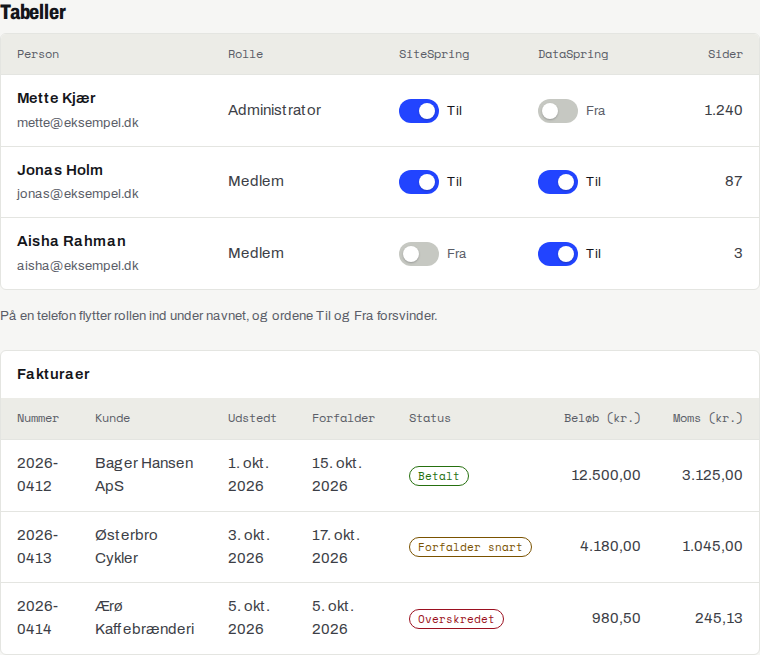 Tabeller
Person Rolle SiteSpring DataSpring Sider
Mette Kjær
mette@eksempel.dk
Administrator Til Fra 1.240
Jonas Holm
jonas@eksempel.dk
Medlem Til Til 87
Aisha Rahman
aisha@eksempel.dk
Medlem Fra Til 3
På en telefon flytter rollen ind under navnet, og ordene Til og Fra forsvinder.
Fakturaer
Nummer Kunde Udstedt Forfalder Status Beløb (kr.) Moms (kr.)
2026- Bager Hansen 1. okt. 15. okt.
0412 ApS 2026 2026
Betalt 12.500,00 3.125,00
2026- Østerbro 3. okt. 17. okt.
0413 Cykler 2026 2026
Forfalder snart 4.180,00 1.045,00
2026- Ærø 5. okt. 5. okt.
0414 Kaffebrænderi 2026 2026
Overskredet 980,50 245,13